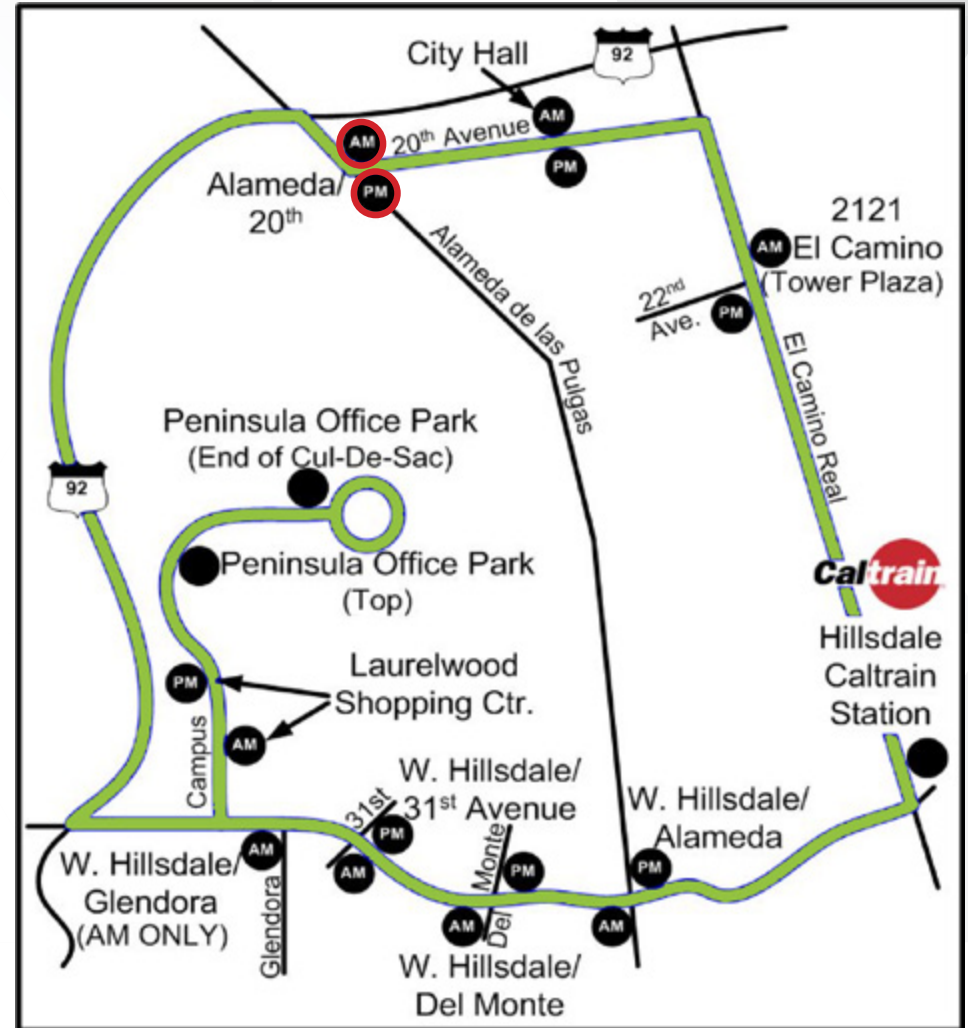 City Hall
92
AM
AM
20th Avenue
PM
Alameda/
20th
PM
2121
AM
El Camino
(Tower Plaza)
22nd
Ave.
PM
Alameda de las Pulgas
El Camino Real
Peninsula Office Park
(End of Cul-De-Sac)
92
Peninsula Office Park
(Top)
Caltrain
Hillsdale
Caltrain
Station
Laurelwood
Shopping Ctr.
PM
AM
Campus
W. Hillsdale/
31st Avenue
31st
PM
AM
W. Hillsdale/
Alameda
PM
AM
W. Hillsdale/
Glendora
(AM ONLY)
AM
Glendora
Del Monte
PM
AM
W. Hillsdale/
Del Monte